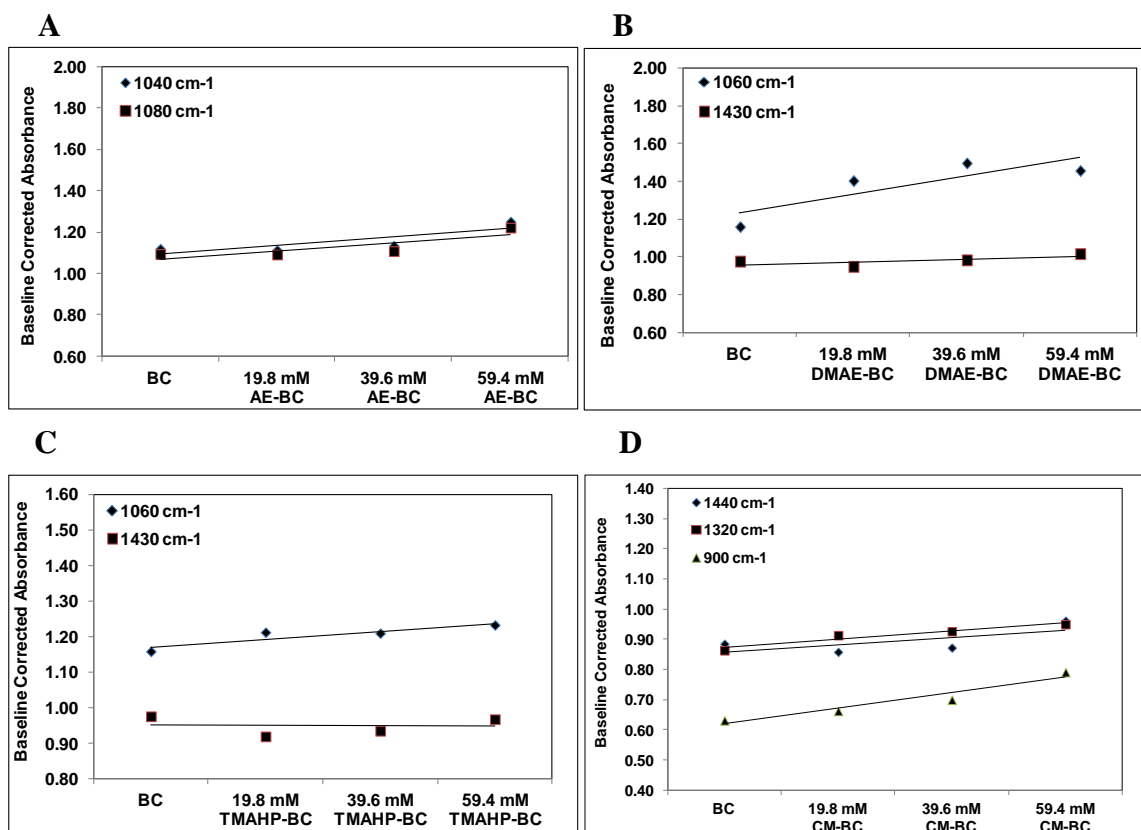 A
Baseline Corrected Absorbance
2.00
1.80
1.60
1.40
1.20
1.00
0.80
0.60
1040 cm-1
1080 cm-1
BC
19.8 mM
AE-BC
39.6 mM
AE-BC
59.4 mM
AE-BC
B
Baseline Corrected Absorbance
2.00
1.80
1.60
1.40
1.20
1.00
0.80
0.60
1060 cm-1
1430 cm-1
BC
19.8 mM
DMAE-BC
39.6 mM
DMAE-BC
59.4 mM
DMAE-BC
C
Baseline Corrected Absorbance
1.60
1.50
1.40
1.30
1.20
1.10
1.00
0.90
0.80
1060 cm-1
1430 cm-1
BC
19.8 mM
TMAHP-BC
39.6 mM
TMAHP-BC
59.4 mM
TMAHP-BC
D
Baseline Corrected Absorbance
1.40
1.30
1.20
1.10
1.00
0.90
0.80
0.70
0.60
0.50
0.40
1440 cm-1
1320 cm-1
900 cm-1
BC
19.8 mM
CM-BC
39.6 mM
CM-BC
59.4 mM
CM-BC